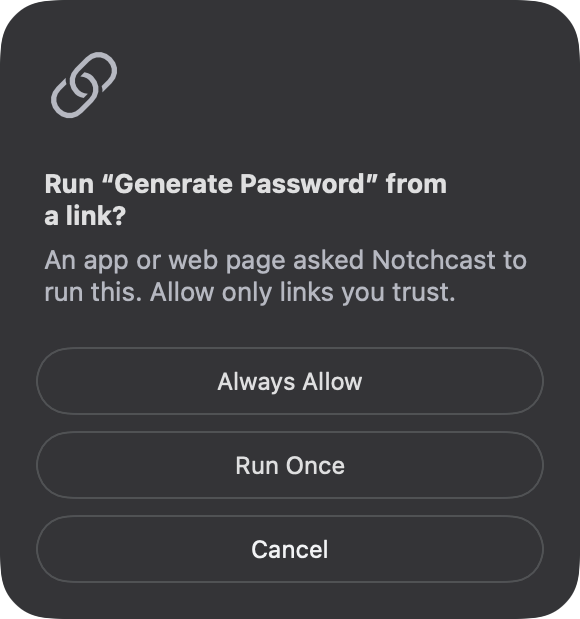 Run “Generate Password” from
a link?
An app or web page asked Notchcast to
run this. Allow only links you trust.
Always Allow
Run Once
Cancel